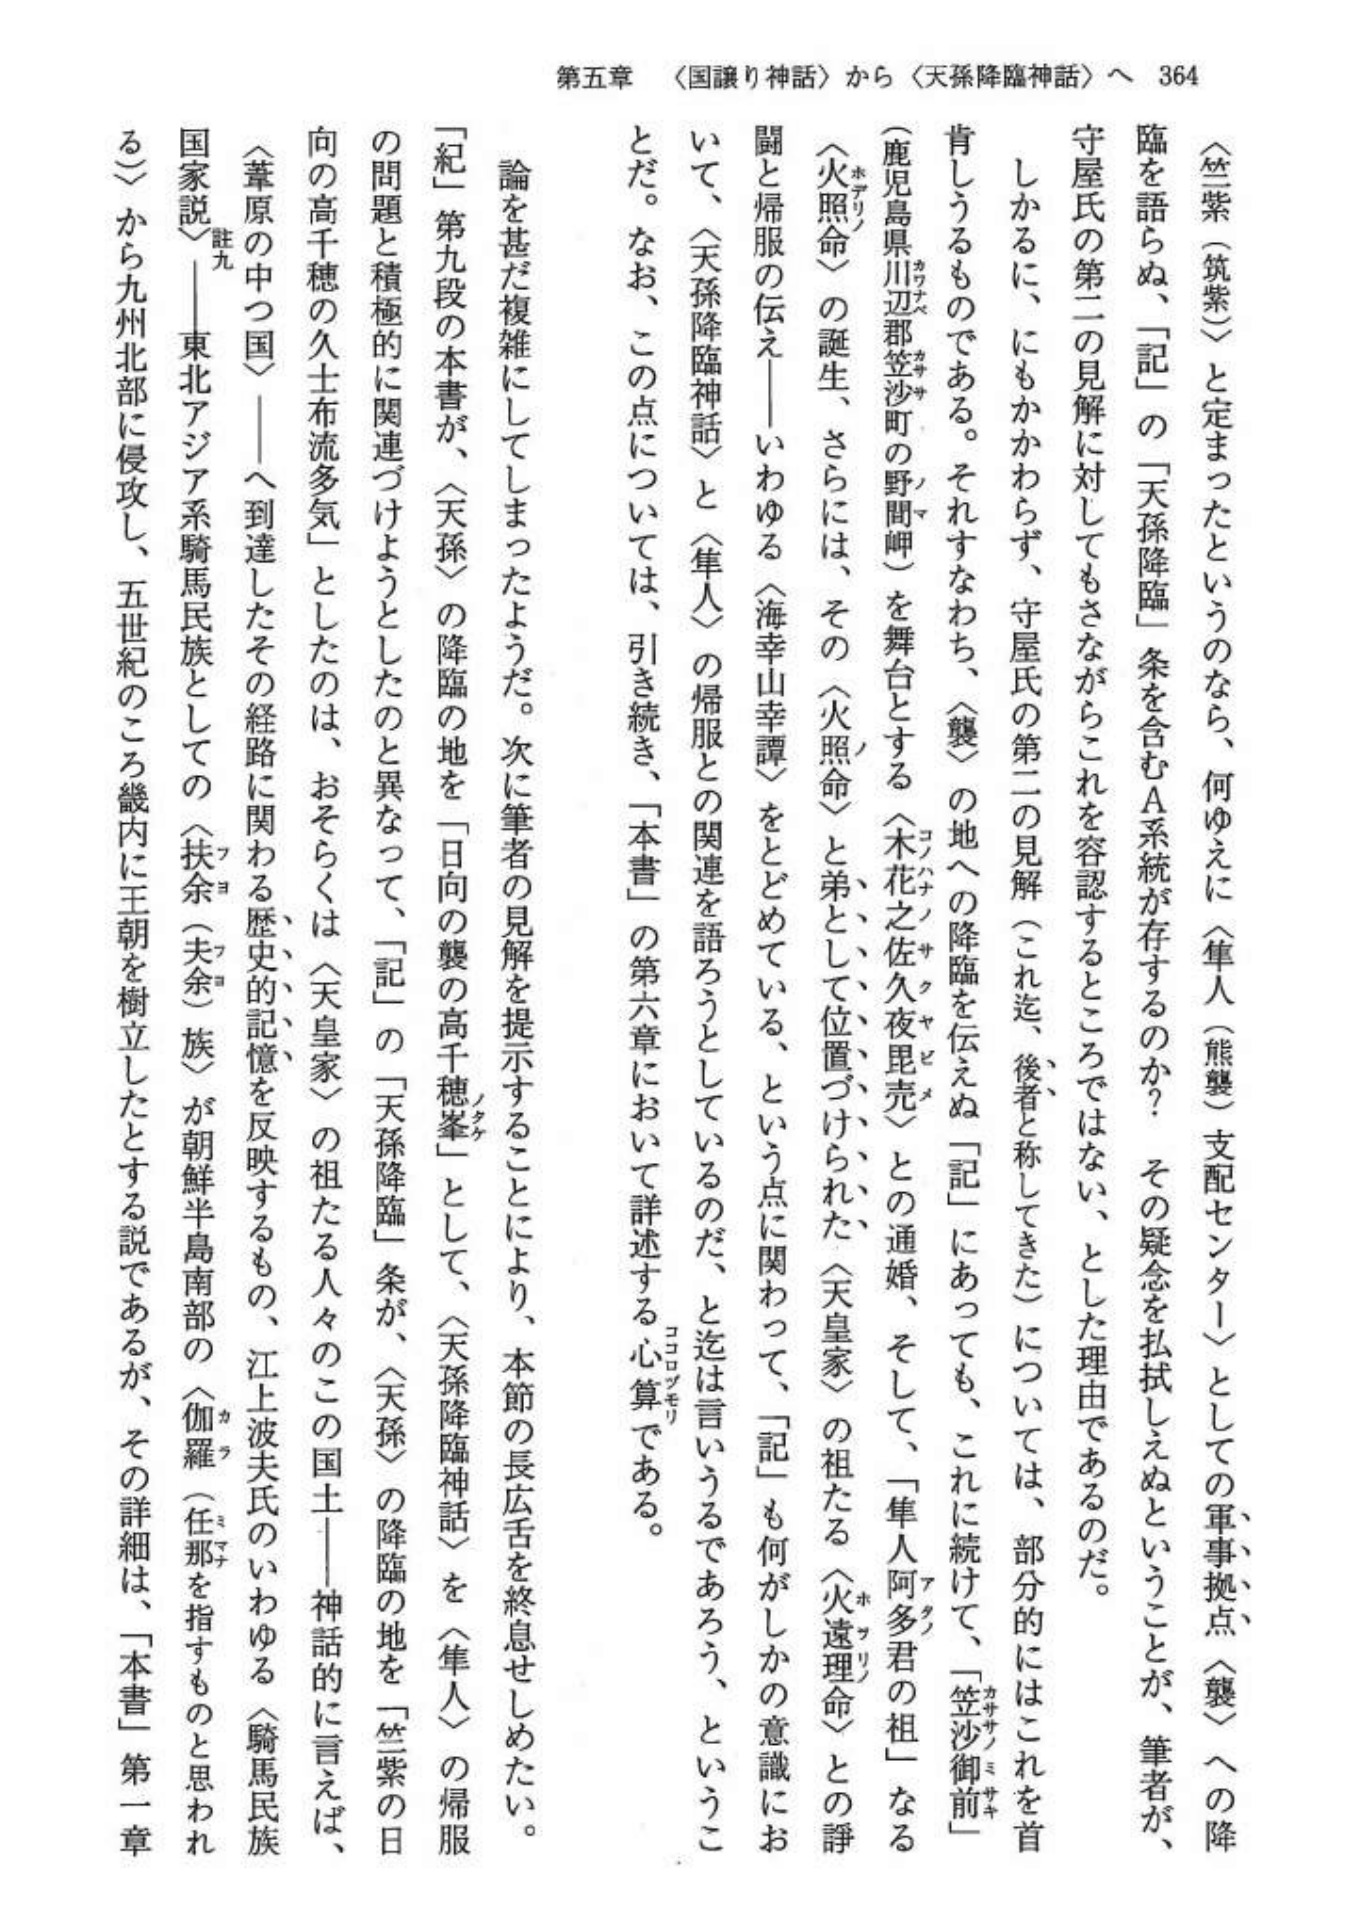 第五章　〈国譲り神話〉から〈天孫降臨神話〉へ　364
〈竺紫（筑紫）〉と定まったというのなら、何ゆえに〈隼人（熊襲）支配センター〉としての軍事拠点〈襲〉への降
臨を語らぬ、「記」の「天孫降臨」条を含むA系統が存するのか?　その疑念を払拭しえぬということが、筆者が、
守屋氏の第二の見解に対してもさながらこれを容認するところではない、とした理由であるのだ。
しかるに、にもかかわらず、守屋氏の第二の見解（これ迄、後者と称してきた）については、部分的にはこれを首
肯しうるものである。それすなわち、〈襲〉の地への降臨を伝えぬ「記」にあっても、これに続けて、「笠沙御前」
（鹿児島県川辺郡笠沙町の野間岬）を舞台とする〈木花之佐久夜毘売〉との通婚、そして、「隼人阿多君の祖」なる
〈火照命〉の誕生、さらには、その〈火照命〉と弟として位置づけられた〈天皇家〉の祖たる〈火遠理命〉との諍
闘と帰服の伝え――いわゆる〈海幸山幸譚〉をとどめている、という点に関わって、「記」も何がしかの意識にお
いて、〈天孫降臨神話〉と〈隼人〉の帰服との関連を語ろうとしているのだ、と迄は言いうるであろう、というこ
とだ。なお、この点については、引き続き、「本書」の第六章において詳述する心算である。
論を甚だ複雑にしてしまったようだ。次に筆者の見解を提示することにより、本節の長広舌を終息せしめたい。
「紀」第九段の本書が、〈天孫〉の降臨の地を「日向の襲の高千穂峯」として、〈天孫降臨神話〉を〈隼人〉の帰服
の問題と積極的に関連づけようとしたのと異なって、「記」の「天孫降臨」条が、〈天孫〉の降臨の地を「竺紫の日
向の高千穂の久士布流多気」としたのは、おそらくは〈天皇家〉の祖たる人々のこの国土――神話的に言えば、
〈葦原の中つ国〉――へ到達したその経路に関わる歴史的記憶を反映するもの、江上波夫氏のいわゆる〈騎馬民族
国家説〉註九――東北アジア系騎馬民族としての〈扶余（夫余）族〉が朝鮮半島南部の〈伽羅（任那を指すものと思われ
る）〉から九州北部に侵攻し、五世紀のころ畿内に王朝を樹立したとする説であるが、その詳細は、「本書」第一章